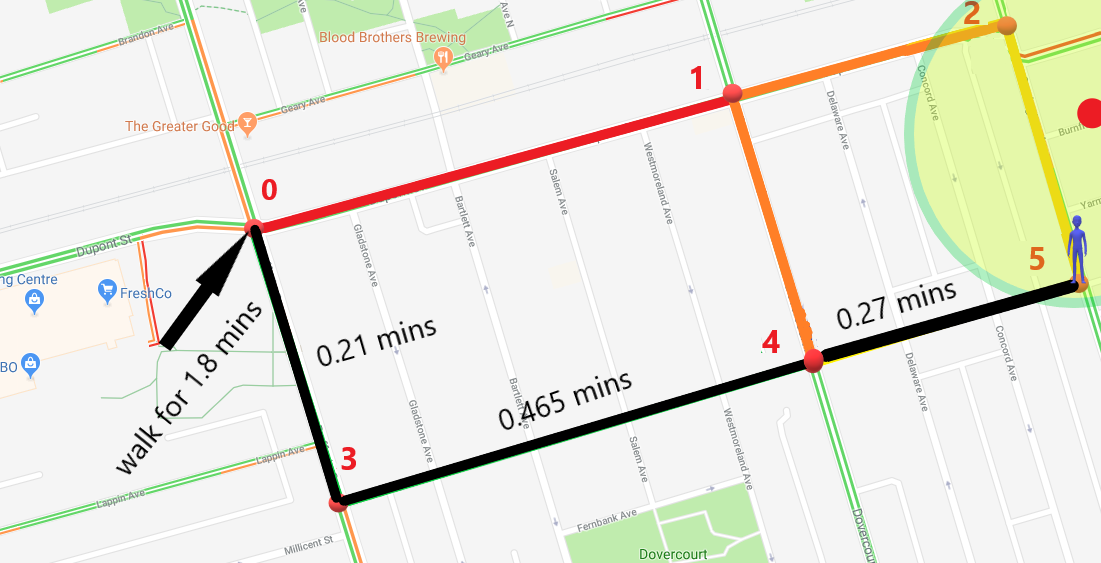 Brandon Ave
Ave N
2
Blood Brothers Brewing
Geary Ave
1
Concord Ave
Delaware Ave
Geary Ave
The Greater Good
Westmoreland Ave
Salem Ave
0
Bartlett Ave
Gladstone Ave
Dupont St
5
ng Centre
FreshCo
0.27 mins
0.21 mins
4
walk for 1.8 mins
BO
Concord Ave
Delaware Ave
0.465 mins
Bartlett Ave
Gladstone Ave
Westmoreland Ave
Salem Ave
3
Lappin Ave
Lappin Ave
Fernbank Ave
Millicent St
Dovercourt
Dovercou